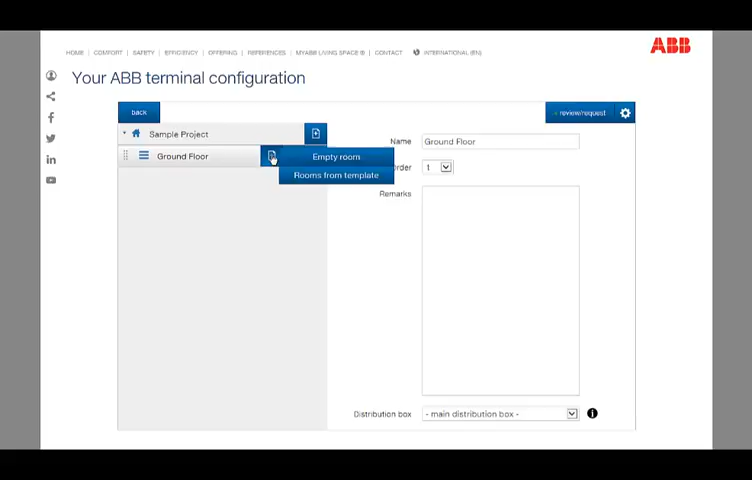 HOME | COMFORT | SAFETY | EFFICIENCY | OFFERING | REFERENCES | MYABB LIVING SPACE ® | CONTACT | INTERNATIONAL (EN)
ABB
Your ABB terminal configuration
back
review/request
Sample Project
Name
Ground Floor
Ground Floor
Empty room
Order
1
Rooms from template
Remarks
Distribution box
- main distribution box -